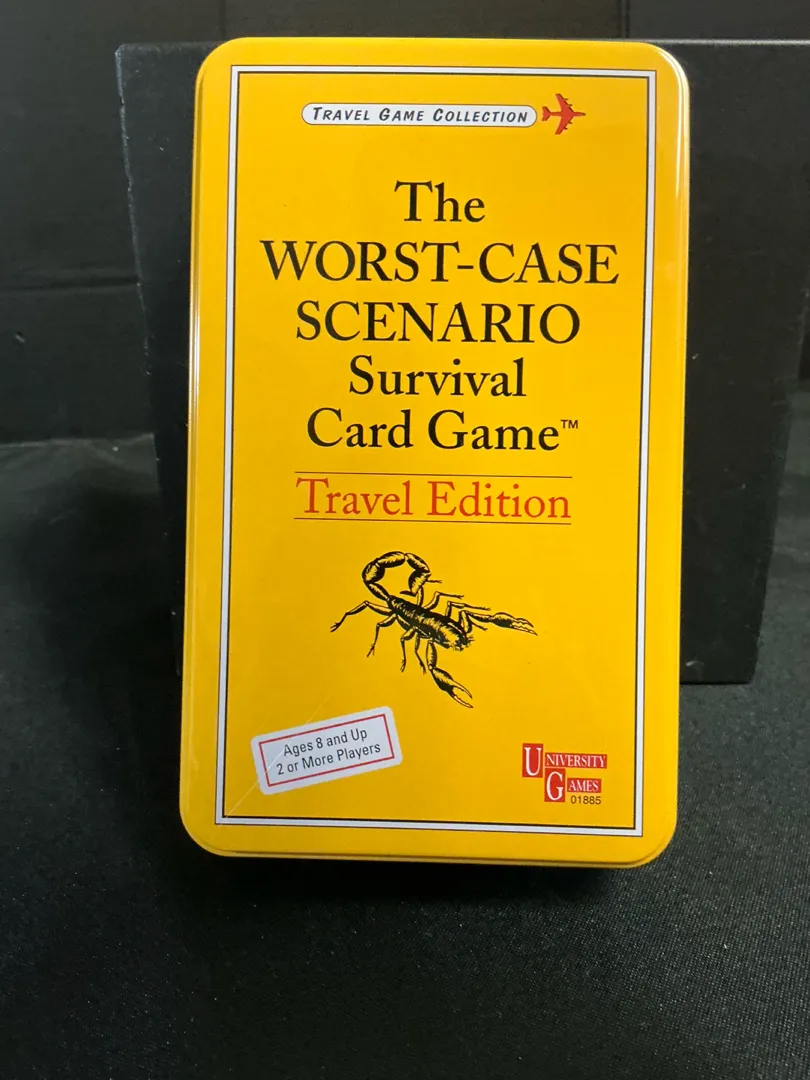 TRAVEL GAME COLLECTION
The
WORST-CASE
SCENARIO
Survival
Card Game™
Travel Edition
Ages 8 and Up
2 or More Players
UNIVERSITY
GAMES
01885